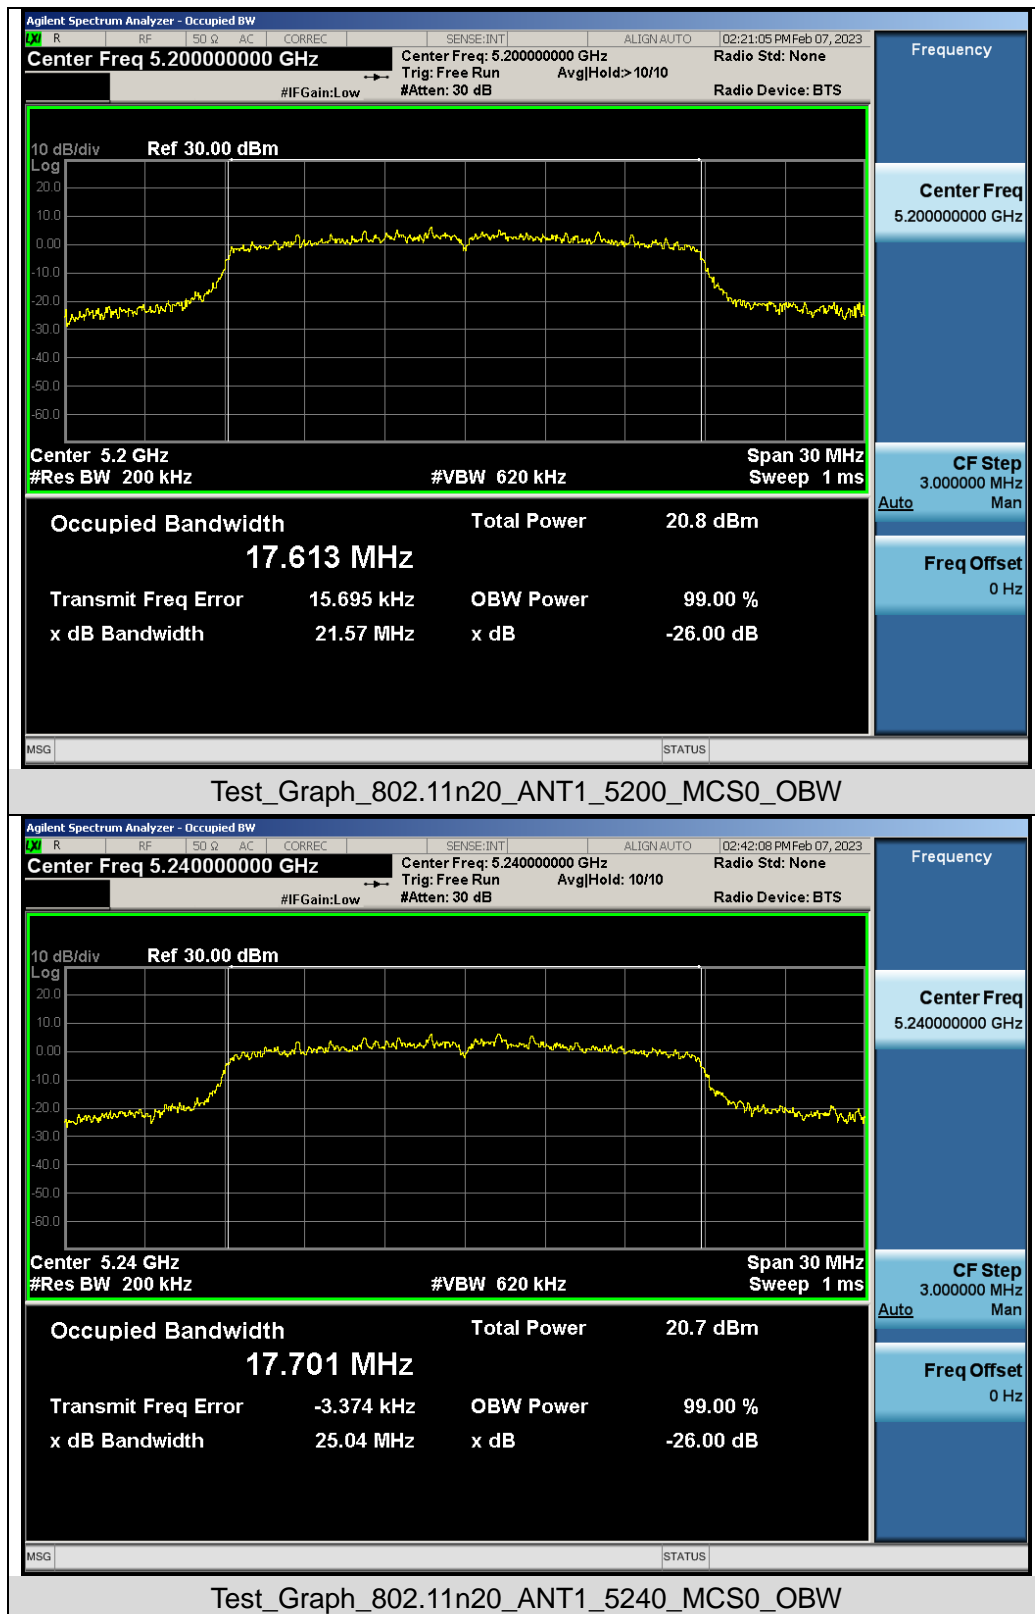 Agilent Spectrum Analyzer - Occupied BW
LXI R RF 50 Ω AC CORREC SENSE:INT ALIGN AUTO 02:21:05 PM Feb 07, 2023
Center Freq 5.200000000 GHz
Center Freq: 5.200000000 GHz
Radio Std: None
Trig: Free Run Avg|Hold:> 10/10
#IFGain:Low #Atten: 30 dB Radio Device: BTS
Frequency
10 dB/div Ref 30.00 dBm
Log
20.0
10.0
0.00
-10.0
-20.0
-30.0
-40.0
-50.0
-60.0
Center 5.2 GHz Span 30 MHz
#Res BW 200 kHz #VBW 620 kHz Sweep 1 ms
Center Freq
5.200000000 GHz
CF Step
3.000000 MHz
Auto Man
Freq Offset
0 Hz
Occupied Bandwidth Total Power 20.8 dBm
17.613 MHz
Transmit Freq Error 15.695 kHz OBW Power 99.00 %
x dB Bandwidth 21.57 MHz x dB -26.00 dB
MSG STATUS
Test_Graph_802.11n20_ANT1_5200_MCS0_OBW
Agilent Spectrum Analyzer - Occupied BW
LXI R RF 50 Ω AC CORREC SENSE:INT ALIGN AUTO 02:42:08 PM Feb 07, 2023
Center Freq 5.240000000 GHz
Center Freq: 5.240000000 GHz
Radio Std: None
Trig: Free Run Avg|Hold: 10/10
#IFGain:Low #Atten: 30 dB Radio Device: BTS
Frequency
10 dB/div Ref 30.00 dBm
Log
20.0
10.0
0.00
-10.0
-20.0
-30.0
-40.0
-50.0
-60.0
Center 5.24 GHz Span 30 MHz
#Res BW 200 kHz #VBW 620 kHz Sweep 1 ms
Center Freq
5.240000000 GHz
CF Step
3.000000 MHz
Auto Man
Freq Offset
0 Hz
Occupied Bandwidth Total Power 20.7 dBm
17.701 MHz
Transmit Freq Error -3.374 kHz OBW Power 99.00 %
x dB Bandwidth 25.04 MHz x dB -26.00 dB
MSG STATUS
Test_Graph_802.11n20_ANT1_5240_MCS0_OBW